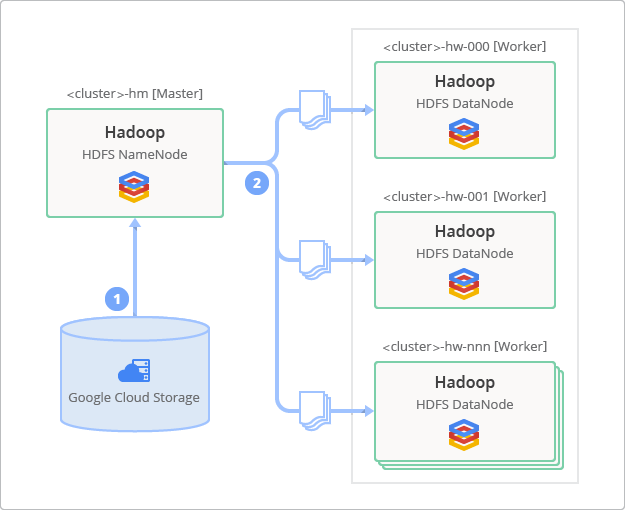 <cluster>-hm [Master]
Hadoop
HDFS NameNode
1
Google Cloud Storage
2
<cluster>-hw-000 [Worker]
Hadoop
HDFS DataNode
<cluster>-hw-001 [Worker]
Hadoop
HDFS DataNode
<cluster>-hw-nnn [Worker]
Hadoop
HDFS DataNode